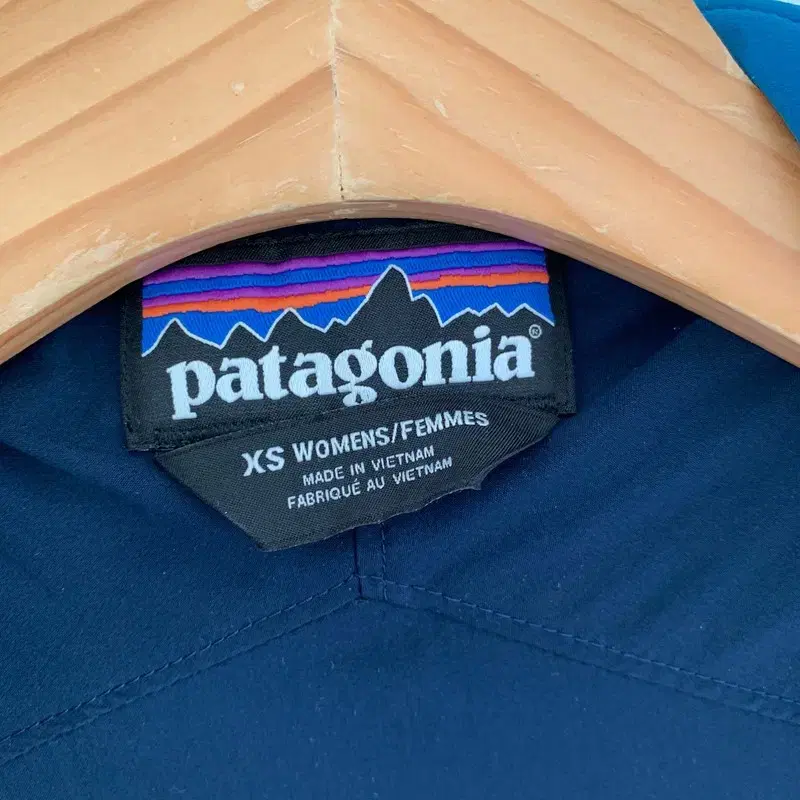 patagonia®
XS WOMENS/FEMMES
MADE IN VIETNAM
FABRIQUÉ AU VIETNAM